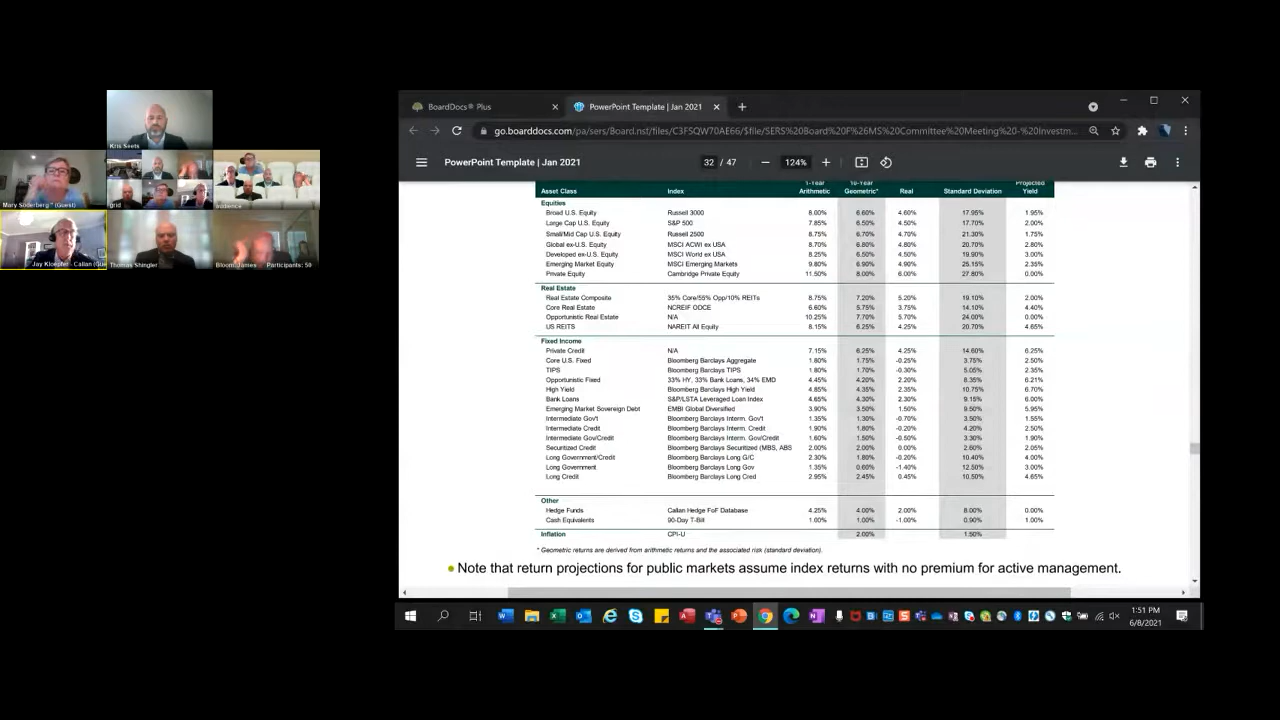 BoardDocs® Plus
PowerPoint Template | Jan 2021
go.boarddocs.com/pa/sers/Board.nsf/files/C3FSQW70AE66/$file/SERS%20Board%20F%26MS%20Committee%20Meeting%20-%20Investm...
PowerPoint Template | Jan 2021
32 / 47
124%
Kris Seets
Mary Soderberg (Guest)
grid
audience
Jay Kloepfer - Callan (Gue
Thomas Shingler
Bloom, James
Participants: 50
1-Year 10-Year Projected
Asset Class Index Arithmetic Geometric* Real Standard Deviation Yield
Equities
Broad U.S. Equity Russell 3000 8.00% 6.60% 4.60% 17.95% 1.95%
Large Cap U.S. Equity S&P 500 7.85% 6.50% 4.50% 17.70% 2.00%
Small/Mid Cap U.S. Equity Russell 2500 8.75% 6.70% 4.70% 21.30% 1.75%
Global ex-U.S. Equity MSCI ACWI ex USA 8.70% 6.80% 4.80% 20.70% 2.80%
Developed ex-U.S. Equity MSCI World ex USA 8.25% 6.50% 4.50% 19.90% 3.00%
Emerging Market Equity MSCI Emerging Markets 9.80% 6.90% 4.90% 25.15% 2.35%
Private Equity Cambridge Private Equity 11.50% 8.00% 6.00% 27.80% 0.00%
Real Estate
Real Estate Composite 35% Core/55% Opp/10% REITs 8.75% 7.20% 5.20% 19.10% 2.00%
Core Real Estate NCREIF ODCE 6.60% 5.75% 3.75% 14.10% 4.40%
Opportunistic Real Estate N/A 10.25% 7.70% 5.70% 24.00% 0.00%
US REITS NAREIT All Equity 8.15% 6.25% 4.25% 20.70% 4.65%
Fixed Income
Private Credit N/A 7.15% 6.25% 4.25% 14.60% 6.25%
Core U.S. Fixed Bloomberg Barclays Aggregate 1.80% 1.75% -0.25% 3.75% 2.50%
TIPS Bloomberg Barclays TIPS 1.80% 1.70% -0.30% 5.05% 2.35%
Opportunistic Fixed 33% HY, 33% Bank Loans, 34% EMD 4.45% 4.20% 2.20% 8.35% 6.21%
High Yield Bloomberg Barclays High Yield 4.85% 4.35% 2.35% 10.75% 6.70%
Bank Loans S&P/LSTA Leveraged Loan Index 4.65% 4.30% 2.30% 9.15% 6.00%
Emerging Market Sovereign Debt EMBI Global Diversified 3.90% 3.50% 1.50% 9.50% 5.95%
Intermediate Gov't Bloomberg Barclays Interm. Gov't 1.35% 1.30% -0.70% 3.50% 1.55%
Intermediate Credit Bloomberg Barclays Interm. Credit 1.90% 1.80% -0.20% 4.20% 2.50%
Intermediate Gov/Credit Bloomberg Barclays Interm. Gov/Credit 1.60% 1.50% -0.50% 3.30% 1.90%
Securitized Credit Bloomberg Barclays Securitized (MBS, ABS 2.00% 2.00% 0.00% 2.60% 2.05%
Long Government/Credit Bloomberg Barclays Long G/C 2.30% 1.80% -0.20% 10.40% 4.00%
Long Government Bloomberg Barclays Long Gov 1.35% 0.60% -1.40% 12.50% 3.00%
Long Credit Bloomberg Barclays Long Cred 2.95% 2.45% 0.45% 10.50% 4.65%
Other
Hedge Funds Callan Hedge FoF Database 4.25% 4.00% 2.00% 8.00% 0.00%
Cash Equivalents 90-Day T-Bill 1.00% 1.00% -1.00% 0.90% 1.00%
Inflation CPI-U 2.00% 1.50%
* Geometric returns are derived from arithmetic returns and the associated risk (standard deviation).
Note that return projections for public markets assume index returns with no premium for active management.
1:51 PM
6/8/2021